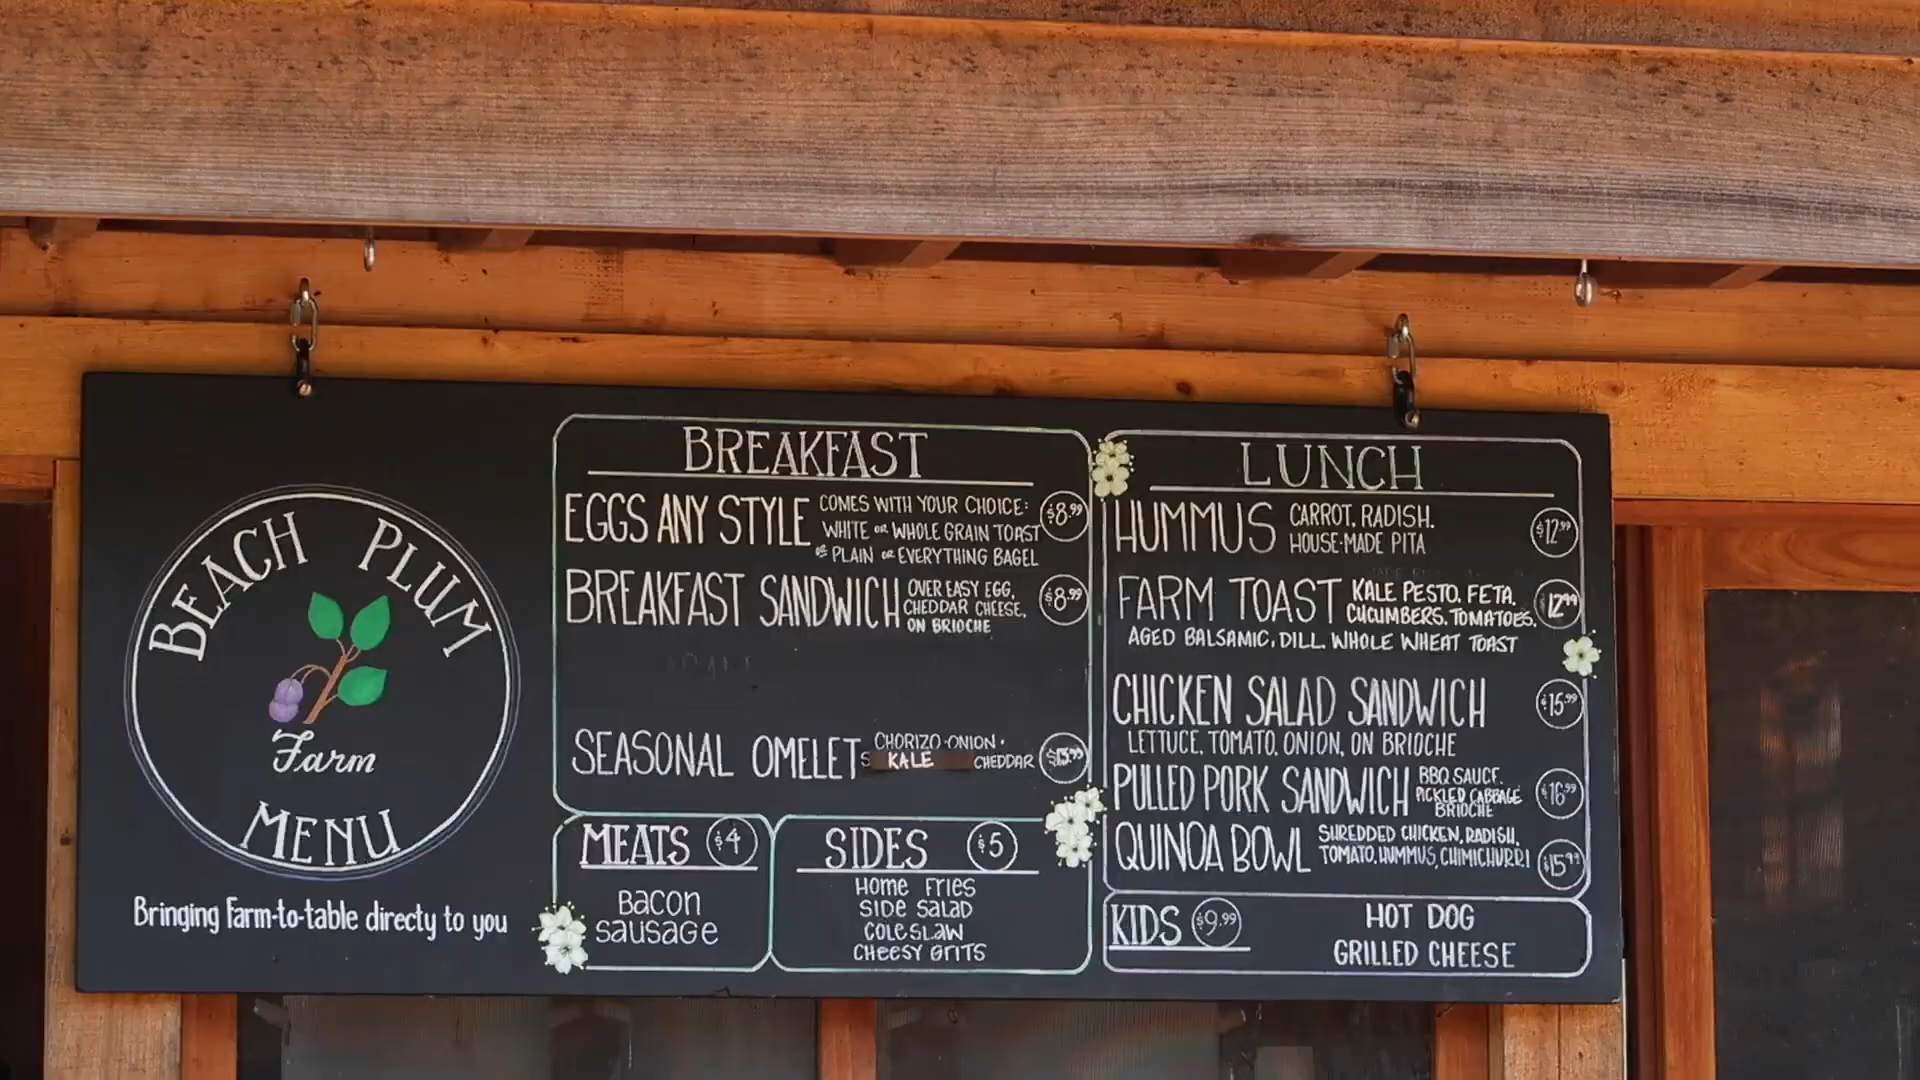 BEACH PLUM
Farm
MENU
Bringing Farm-to-table directy to you
BREAKFAST
EGGS ANY STYLE COMES WITH YOUR CHOICE: $8.99
WHITE or WHOLE GRAIN TOAST
or PLAIN or EVERYTHING BAGEL
BREAKFAST SANDWICH OVER EASY EGG, $8.99
CHEDDAR CHEESE,
ON BRIOCHE
SEASONAL OMELET CHORIZO·ONION·
KALE CHEDDAR
MEATS $4
BACON
SAUSAGE
SIDES $5
HOME FRIES
SIDE SALAD
COLESLAW
CHEESY GRITS
LUNCH
HUMMUS CARROT, RADISH, $12.99
HOUSE-MADE PITA
FARM TOAST KALE PESTO, FETA, 12.99
CUCUMBERS, TOMATOES,
AGED BALSAMIC, DILL, WHOLE WHEAT TOAST
CHICKEN SALAD SANDWICH $15.99
LETTUCE, TOMATO, ONION, ON BRIOCHE
PULLED PORK SANDWICH BBQ SAUCE, $16.99
PICKLED CABBAGE
BRIOCHE
QUINOA BOWL SHREDDED CHICKEN, RADISH, $15.99
TOMATO, HUMMUS, CHIMICHURRI
KIDS $9.99
HOT DOG
GRILLED CHEESE